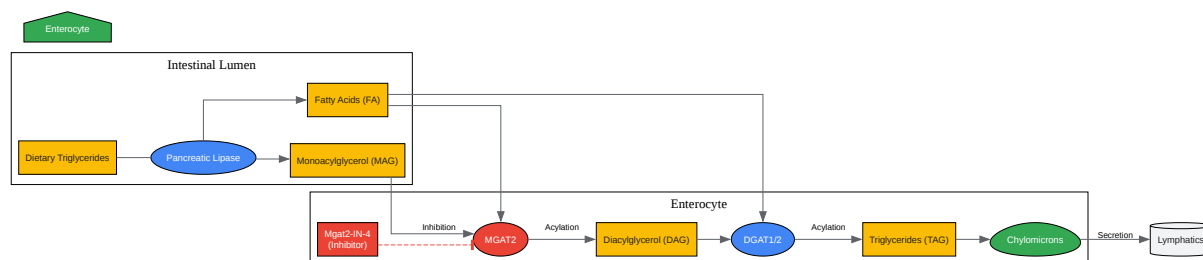 Enterocyte
Intestinal Lumen
Fatty Acids (FA)
Dietary Triglycerides
Pancreatic Lipase
Monoacylglycerol (MAG)
Enterocyte
Mgat2-IN-4
(Inhibitor)
Inhibition
MGAT2
Acylation
Diacylglycerol (DAG)
DGAT1/2
Acylation
Triglycerides (TAG)
Chylomicrons
Secretion
Lymphatics